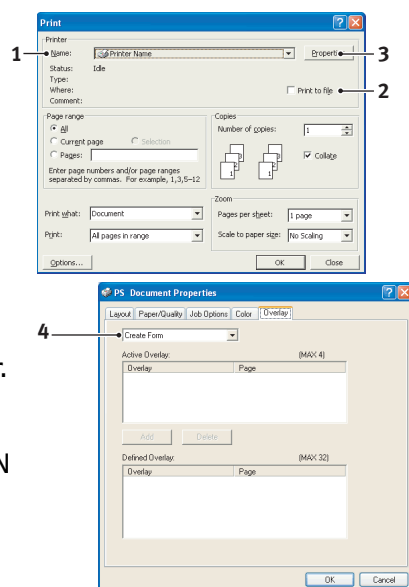 Print
Printer
1 Name: Printer Name Properti 3
Status: Idle
Type:
Where: Print to file 2
Comment:
Page range
All
Current page Selection
Pages:
Enter page numbers and/or page ranges
separated by commas. For example, 1,3,5–12
Copies
Number of copies: 1
Collate
Print what: Document
Print: All pages in range
Zoom
Pages per sheet: 1 page
Scale to paper size: No Scaling
Options... OK Close
PS Document Properties
Layout Paper/Quality Job Options Color Overlay
4 Create Form
Active Overlay: (MAX 4)
Overlay Page
Add Delete
Defined Overlay: (MAX 32)
Overlay Page
N
OK Cancel